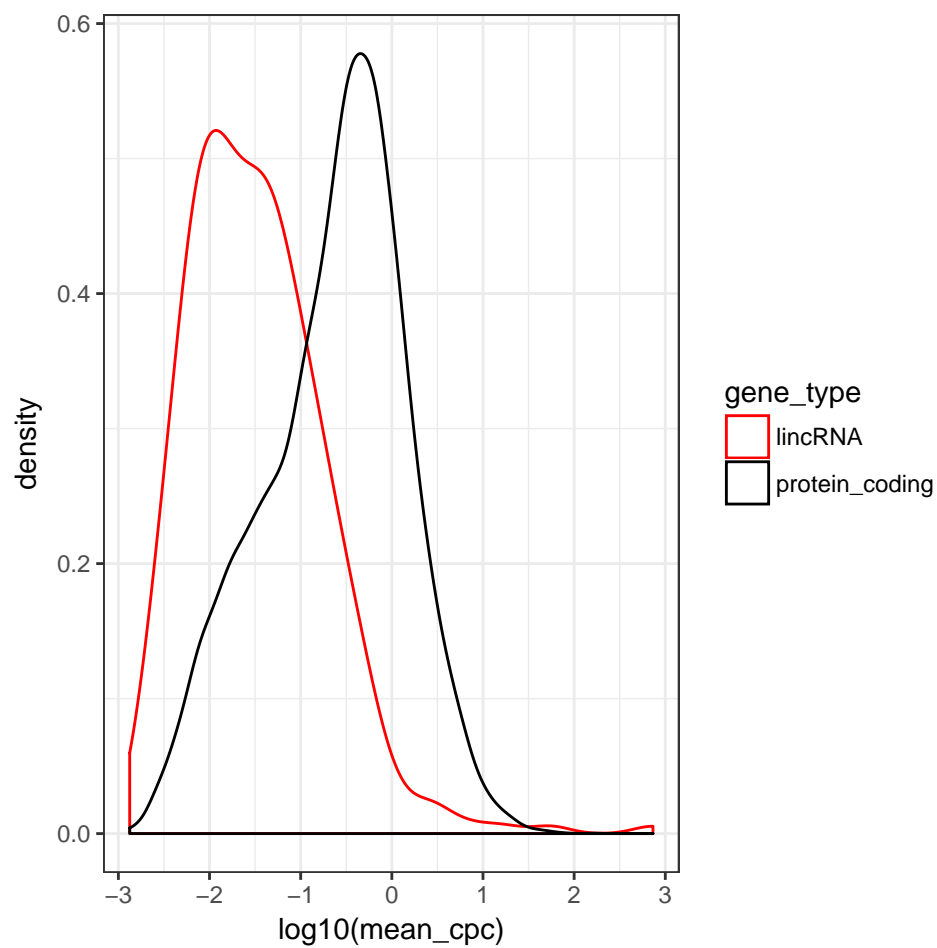 0.6
0.4
0.2
0.0
density
−3 −2 −1 0 1 2 3
log10(mean_cpc)
gene_type
lincRNA
protein_coding